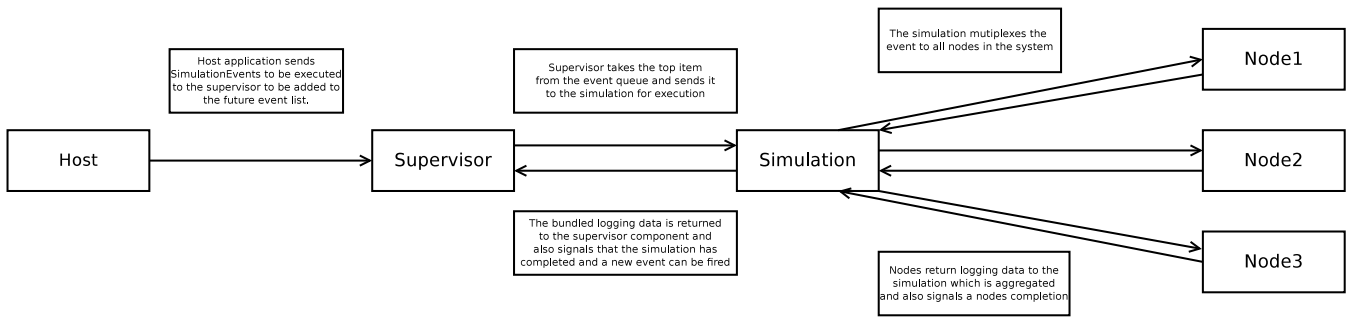 Host application sends
SimulationEvents to be executed
to the supervisor to be added to
the future event list.
Supervisor takes the top item
from the event queue and sends it
to the simulation for execution
The simulation mutiplexes the
event to all nodes in the system
Node1
Host
Supervisor
Simulation
Node2
The bundled logging data is returned
to the supervisor component and
also signals that the simulation has
completed and a new event can be fired
Nodes return logging data to the
simulation which is aggregated
and also signals a nodes completion
Node3